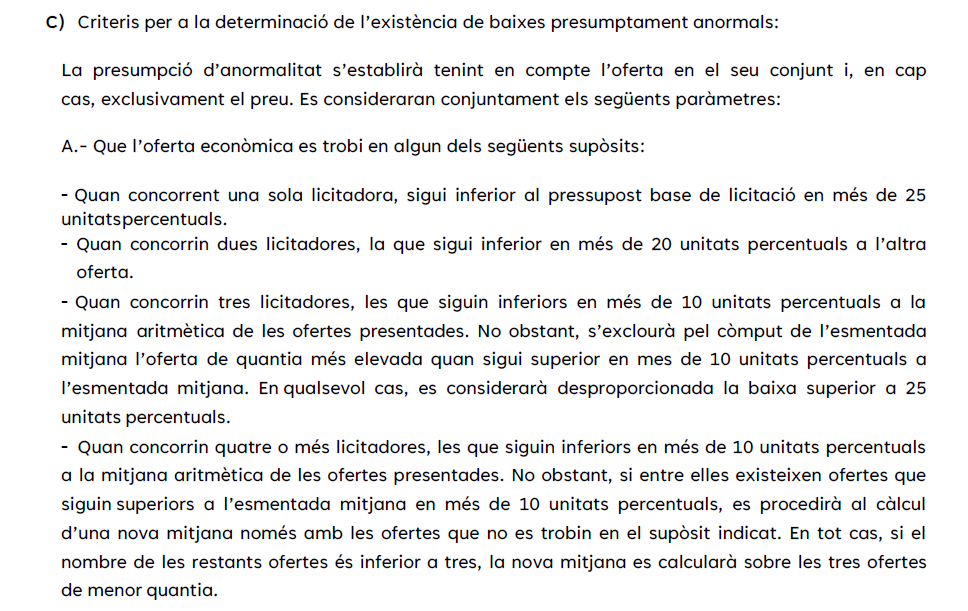 C) Criteris per a la determinació de l'existència de baixes presumptament anormals:
La presumpció d'anormalitat s'establirà tenint en compte l'oferta en el seu conjunt i, en cap
cas, exclusivament el preu. Es consideraran conjuntament els següents paràmetres:
A.- Que l'oferta econòmica es trobi en algun dels següents supòsits:
- Quan concorrent una sola licitadora, sigui inferior al pressupost base de licitació en més de 25
unitatspercentuals.
- Quan concorrin dues licitadores, la que sigui inferior en més de 20 unitats percentuals a l'altra
oferta.
- Quan concorrin tres licitadores, les que siguin inferiors en més de 10 unitats percentuals a la
mitjana aritmètica de les ofertes presentades. No obstant, s'exclourà pel còmput de l'esmentada
mitjana l'oferta de quantia més elevada quan sigui superior en mes de 10 unitats percentuals a
l'esmentada mitjana. En qualsevol cas, es considerarà desproporcionada la baixa superior a 25
unitats percentuals.
- Quan concorrin quatre o més licitadores, les que siguin inferiors en més de 10 unitats percentuals
a la mitjana aritmètica de les ofertes presentades. No obstant, si entre elles existeixen ofertes que
siguin superiors a l'esmentada mitjana en més de 10 unitats percentuals, es procedirà al càlcul
d'una nova mitjana només amb les ofertes que no es trobin en el supòsit indicat. En tot cas, si el
nombre de les restants ofertes és inferior a tres, la nova mitjana es calcularà sobre les tres ofertes
de menor quantia.